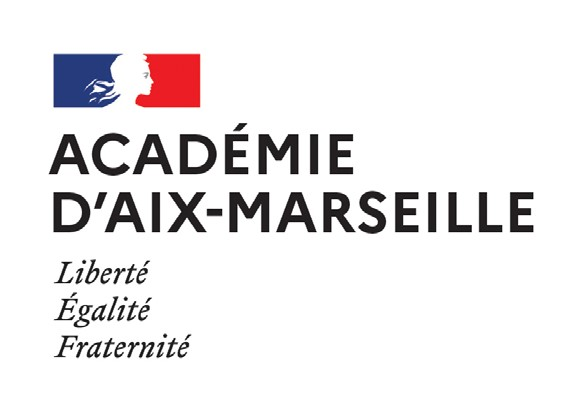 ACADÉMIE
D'AIX-MARSEILLE
Liberté
Égalité
Fraternité